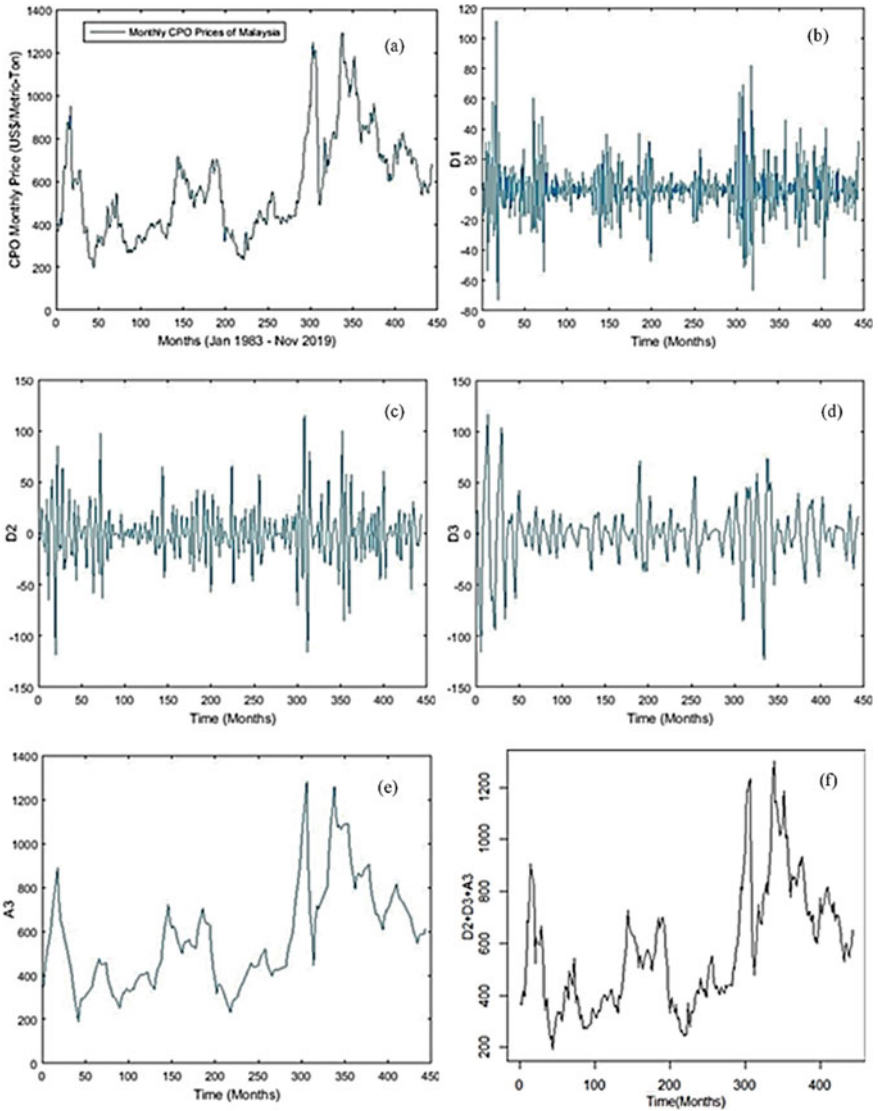 1400
1200
1000
800
600
400
200
0
CPO Monthly Price (US$/Metric-Ton)
Monthly CPO Prices of Malaysia
(a)
0 50 100 150 200 250 300 350 400 450
Months (Jan 1983 - Nov 2019)
120
100
80
60
40
20
0
-20
-40
-60
-80
D1
(b)
0 50 100 150 200 250 300 350 400 450
Time (Months)
150
100
50
0
-50
-100
-150
D2
(c)
0 50 100 150 200 250 300 350 400 450
Time (Months)
150
100
50
0
-50
-100
-150
D3
(d)
0 50 100 150 200 250 300 350 400 450
Time (Months)
1400
1200
1000
800
600
400
200
0
A3
(e)
0 50 100 150 200 250 300 350 400 450
Time (Months)
1200
1000
800
600
400
200
D2+D3+A3
(f)
0 100 200 300 400
Time(Months)